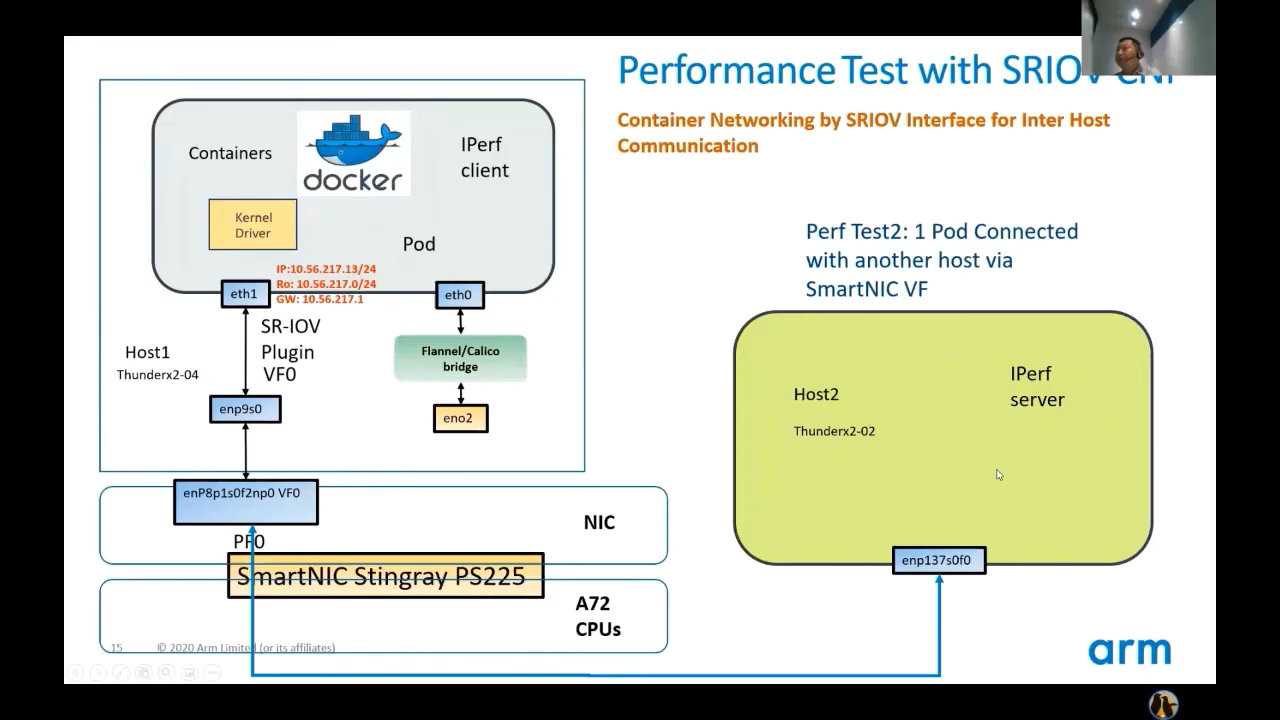 Performance Test with SRIOV CNI
Container Networking by SRIOV Interface for Inter Host
Communication
Containers
docker
IPerf
client
Kernel
Driver
Pod
IP:10.56.217.13/24
Ro: 10.56.217.0/24
GW: 10.56.217.1
eth1
eth0
SR-IOV
Plugin
VF0
Host1
Thunderx2-04
Flannel/Calico
bridge
enp9s0
eno2
enP8p1s0f2np0 VF0
NIC
PF0
SmartNIC Stingray PS225
A72
CPUs
Perf Test2: 1 Pod Connected
with another host via
SmartNIC VF
IPerf
server
Host2
Thunderx2-02
enp137s0f0
15
© 2020 Arm Limited (or its affiliates)
arm